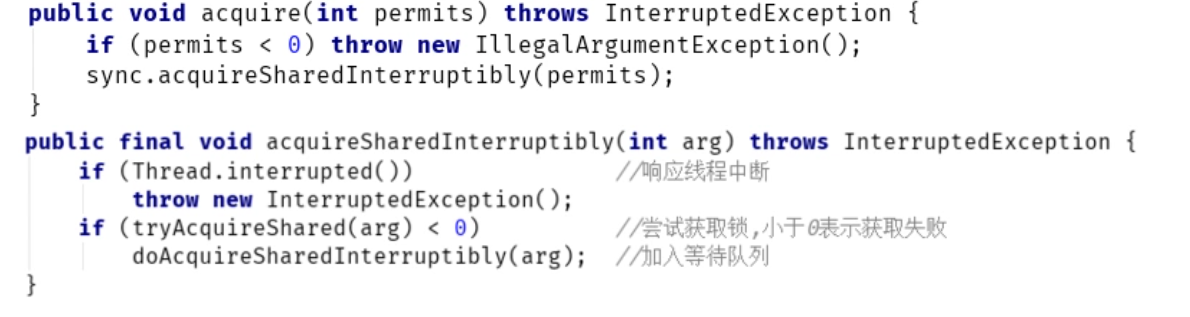 public void acquire(int permits) throws InterruptedException {
    if (permits < 0) throw new IllegalArgumentException();
    sync.acquireSharedInterruptibly(permits);
}
public final void acquireSharedInterruptibly(int arg) throws InterruptedException {
    if (Thread.interrupted())               //响应线程中断
        throw new InterruptedException();
    if (tryAcquireShared(arg) < 0)          //尝试获取锁,小于0表示获取失败
        doAcquireSharedInterruptibly(arg);  //加入等待队列
}